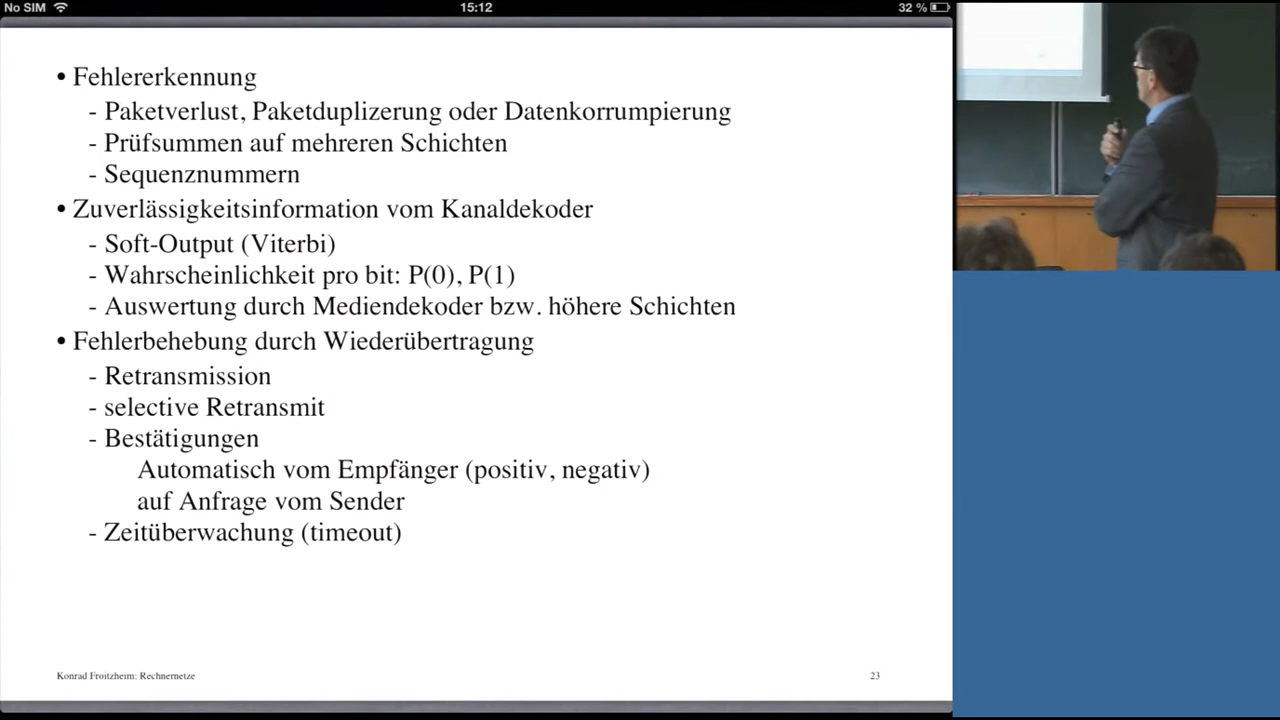 No SIM 15:12 32 %
• Fehlererkennung
- Paketverlust, Paketduplizerung oder Datenkorrumpierung
- Prüfsummen auf mehreren Schichten
- Sequenznummern
• Zuverlässigkeitsinformation vom Kanaldekoder
- Soft-Output (Viterbi)
- Wahrscheinlichkeit pro bit: P(0), P(1)
- Auswertung durch Mediendekoder bzw. höhere Schichten
• Fehlerbehebung durch Wiederübertragung
- Retransmission
- selective Retransmit
- Bestätigungen
Automatisch vom Empfänger (positiv, negativ)
auf Anfrage vom Sender
- Zeitüberwachung (timeout)
Konrad Froitzheim: Rechnernetze 23